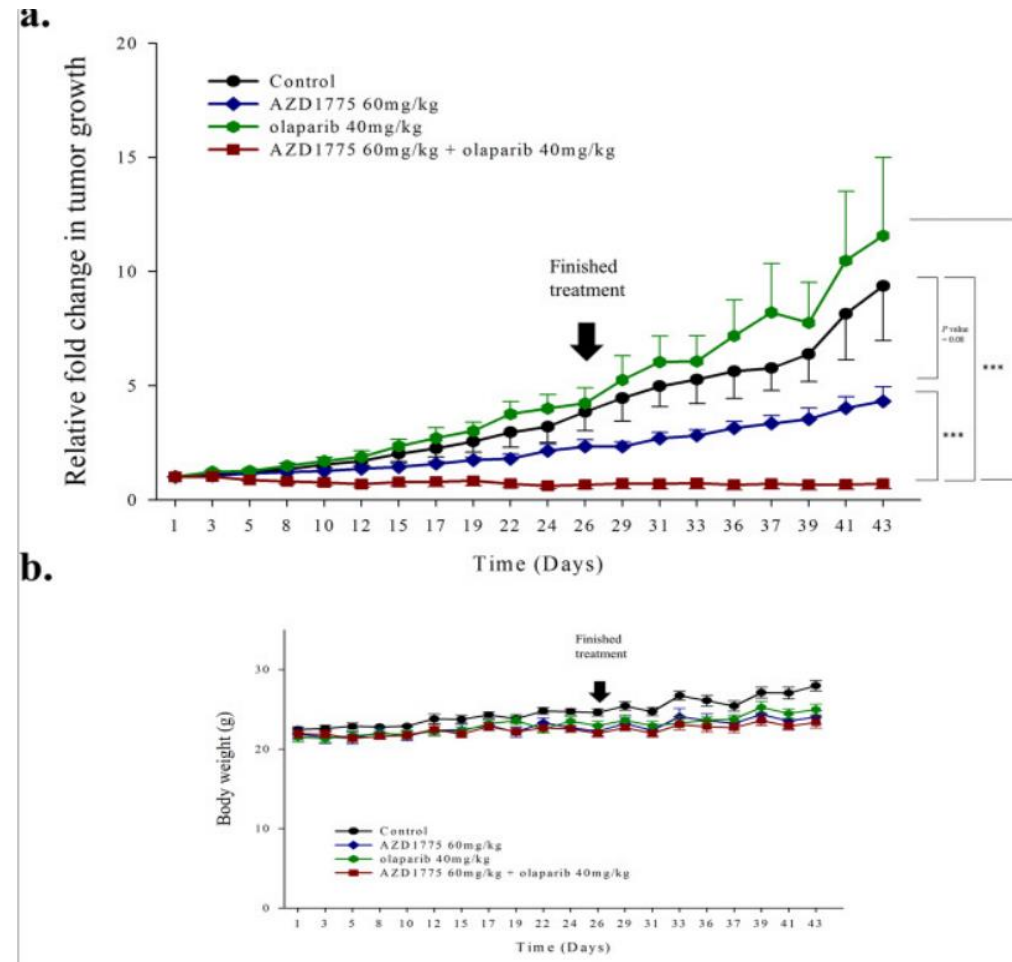 a.
Relative fold change in tumor growth
20
15
10
5
0
Control
AZD1775 60mg/kg
olaparib 40mg/kg
AZD1775 60mg/kg + olaparib 40mg/kg
Finished
treatment
P value
= 0.08
***
***
1 3 5 8 10 12 15 17 19 22 24 26 29 31 33 36 37 39 41 43
Time (Days)
b.
Body weight (g)
30
20
10
0
Finished
treatment
Control
AZD1775 60mg/kg
olaparib 40mg/kg
AZD1775 60mg/kg + olaparib 40mg/kg
1 3 5 8 10 12 15 17 19 22 24 26 29 31 33 36 37 39 41 43
Time (Days)